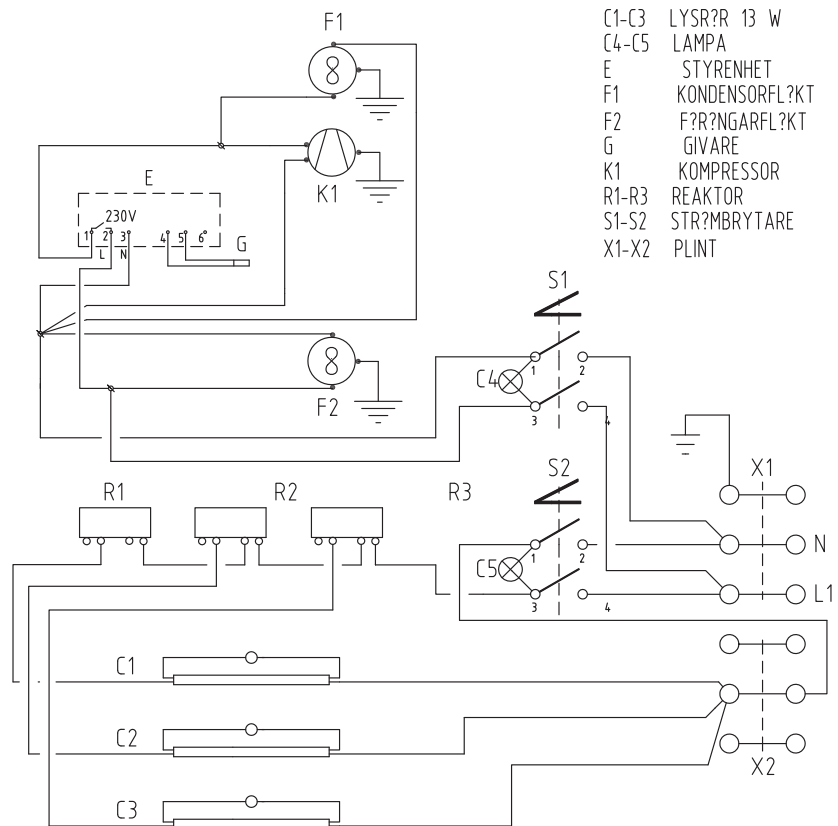 F1
C1-C3 LYSR?R 13 W
C4-C5 LAMPA
E STYRENHET
F1 KONDENSORFL?KT
F2 F?R?NGARFL?KT
G GIVARE
K1 KOMPRESSOR
R1-R3 REAKTOR
S1-S2 STR?MBRYTARE
X1-X2 PLINT
K1
E
230V
1 2 3 4 5 6
L N
G
S1
1 2
C4
3 4
F2
R1 R2 R3
S2
X1
1 2
N
C5
3 4
L1
C1
C2
X2
C3